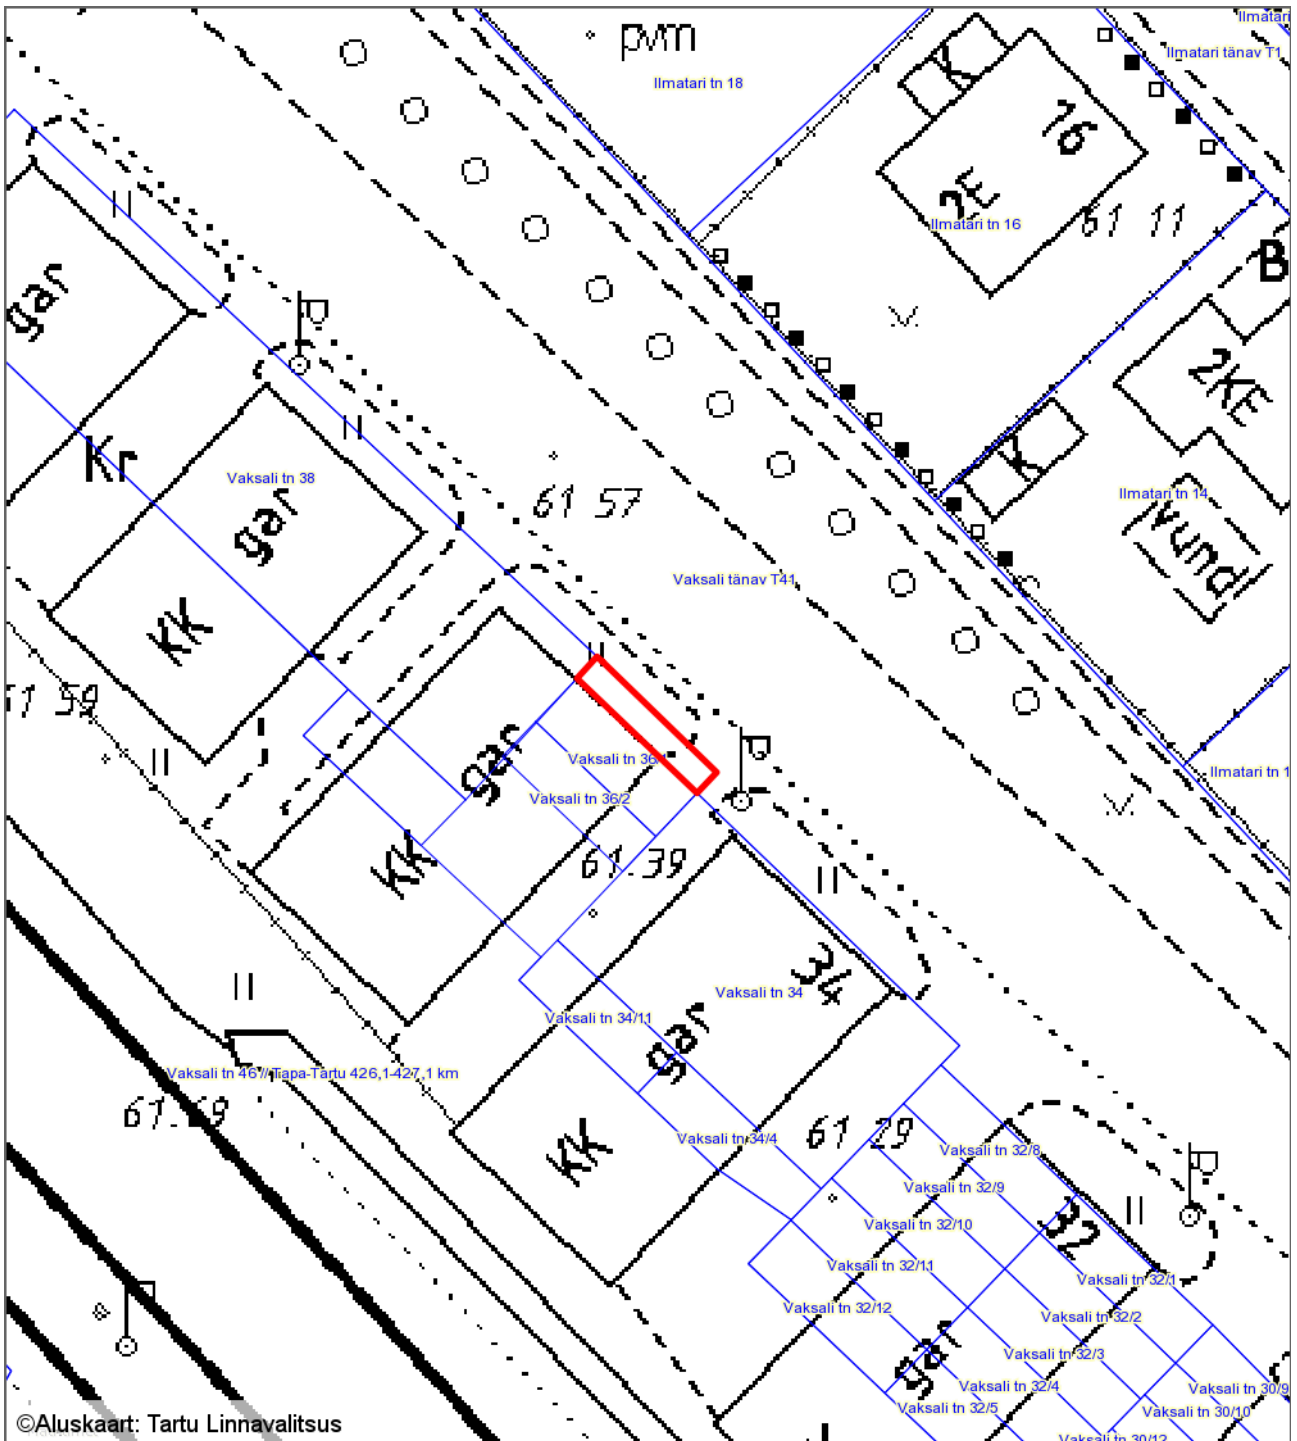 Ilmatari
pvm
Ilmatari tänav T1
Ilmatari tn 18
K
16
2E
Ilmatari tn 16
61 11
B
gar
2KE
Kr
K
Vaksali tn 38
61 57
Ilmatari tn 14
gar
vund
Vaksali tänav T41
KK
61 59
Vaksali tn 36/1
gar
Ilmatari tn 1
Vaksali tn 36/2
61.39
KK
34
Vaksali tn 34
Vaksali tn 34/11
gar
Vaksali tn 46 // Tapa-Tartu 426,1-427,1 km
61.69
61 29
Vaksali tn 34/4
KK
Vaksali tn 32/8
Vaksali tn 32/9
32
Vaksali tn 32/10
Vaksali tn 32/11
Vaksali tn 32/1
Vaksali tn 32/12
Vaksali tn 32/2
Vaksali tn 32/3
gar
Vaksali tn 32/4
Vaksali tn 30/9
Vaksali tn 32/5
Vaksali tn 30/10
©Aluskaart: Tartu Linnavalitsus
Vaksali tn 30/12